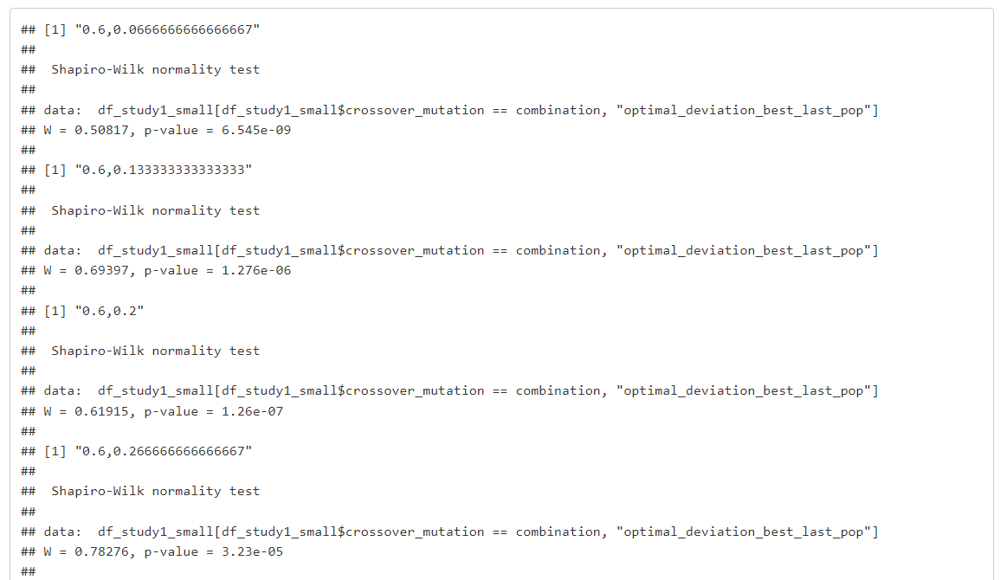 ## [1] "0.6,0.0666666666666667"
##
##  Shapiro-Wilk normality test
##
## data:  df_study1_small[df_study1_small$crossover_mutation == combination, "optimal_deviation_best_last_pop"]
## W = 0.50817, p-value = 6.545e-09
##
## [1] "0.6,0.133333333333333"
##
##  Shapiro-Wilk normality test
##
## data:  df_study1_small[df_study1_small$crossover_mutation == combination, "optimal_deviation_best_last_pop"]
## W = 0.69397, p-value = 1.276e-06
##
## [1] "0.6,0.2"
##
##  Shapiro-Wilk normality test
##
## data:  df_study1_small[df_study1_small$crossover_mutation == combination, "optimal_deviation_best_last_pop"]
## W = 0.61915, p-value = 1.26e-07
##
## [1] "0.6,0.266666666666667"
##
##  Shapiro-Wilk normality test
##
## data:  df_study1_small[df_study1_small$crossover_mutation == combination, "optimal_deviation_best_last_pop"]
## W = 0.78276, p-value = 3.23e-05
##